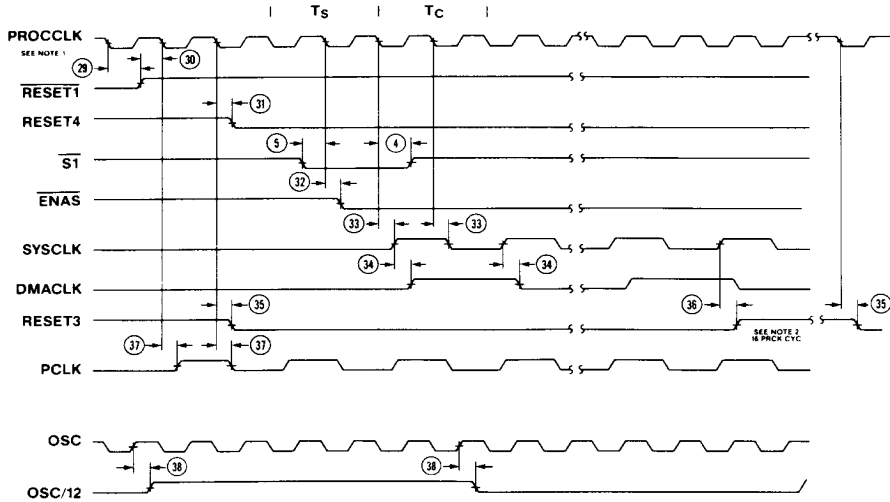 TS TC
PROCCLK
SEE NOTE 1
29 30
RESET1
31
RESET4
5 4
S1
32
ENAS
33 33
SYSCLK
34 34
DMACLK
35 36 35
RESET3
SEE NOTE 2
16 PRCK CYC
37 37
PCLK
OSC
38 38
OSC/12